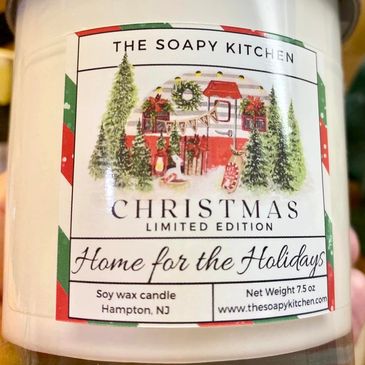 THE SOAPY KITCHEN
CHRISTMAS
LIMITED EDITION
Home for the Holidays
Soy wax candle
Hampton, NJ
Net Weight 7.5 oz
www.thesoapykitchen.com